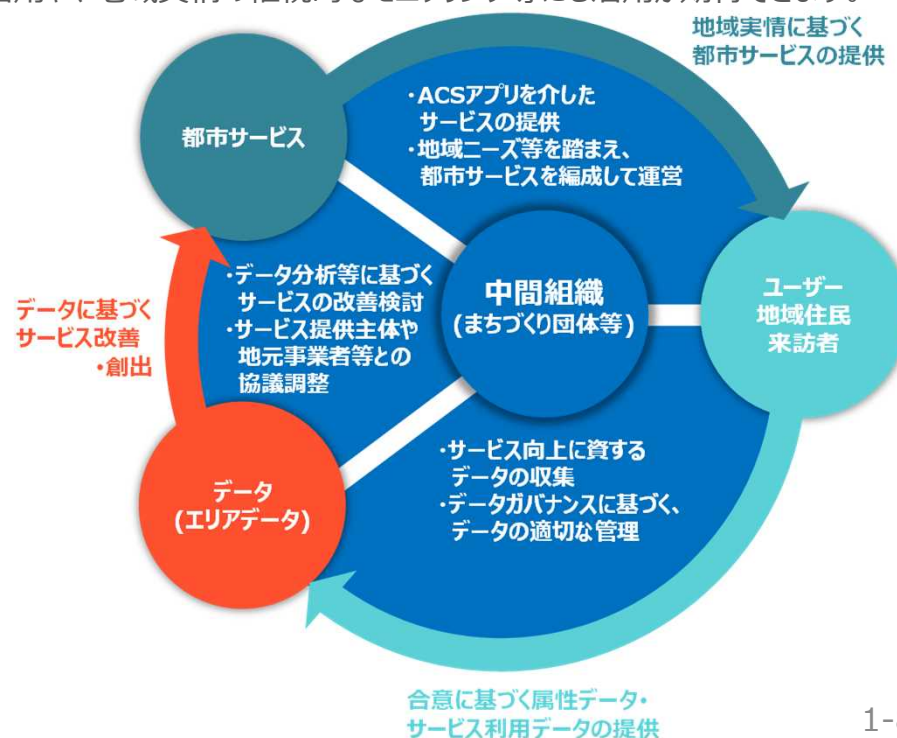 地域実情に基づく
都市サービスの提供
・ACSアプリを介した
サービスの提供
・地域ニーズ等を踏まえ、
都市サービスを編成して運営
都市サービス
・データ分析等に基づく
サービスの改善検討
・サービス提供主体や
地元事業者等との
協議調整
中間組織
(まちづくり団体等)
ユーザー
地域住民
来訪者
データに基づく
サービス改善
・創出
・サービス向上に資する
データの収集
・データガバナンスに基づく、
データの適切な管理
データ
(エリアデータ)
合意に基づく属性データ・
サービス利用データの提供
1-